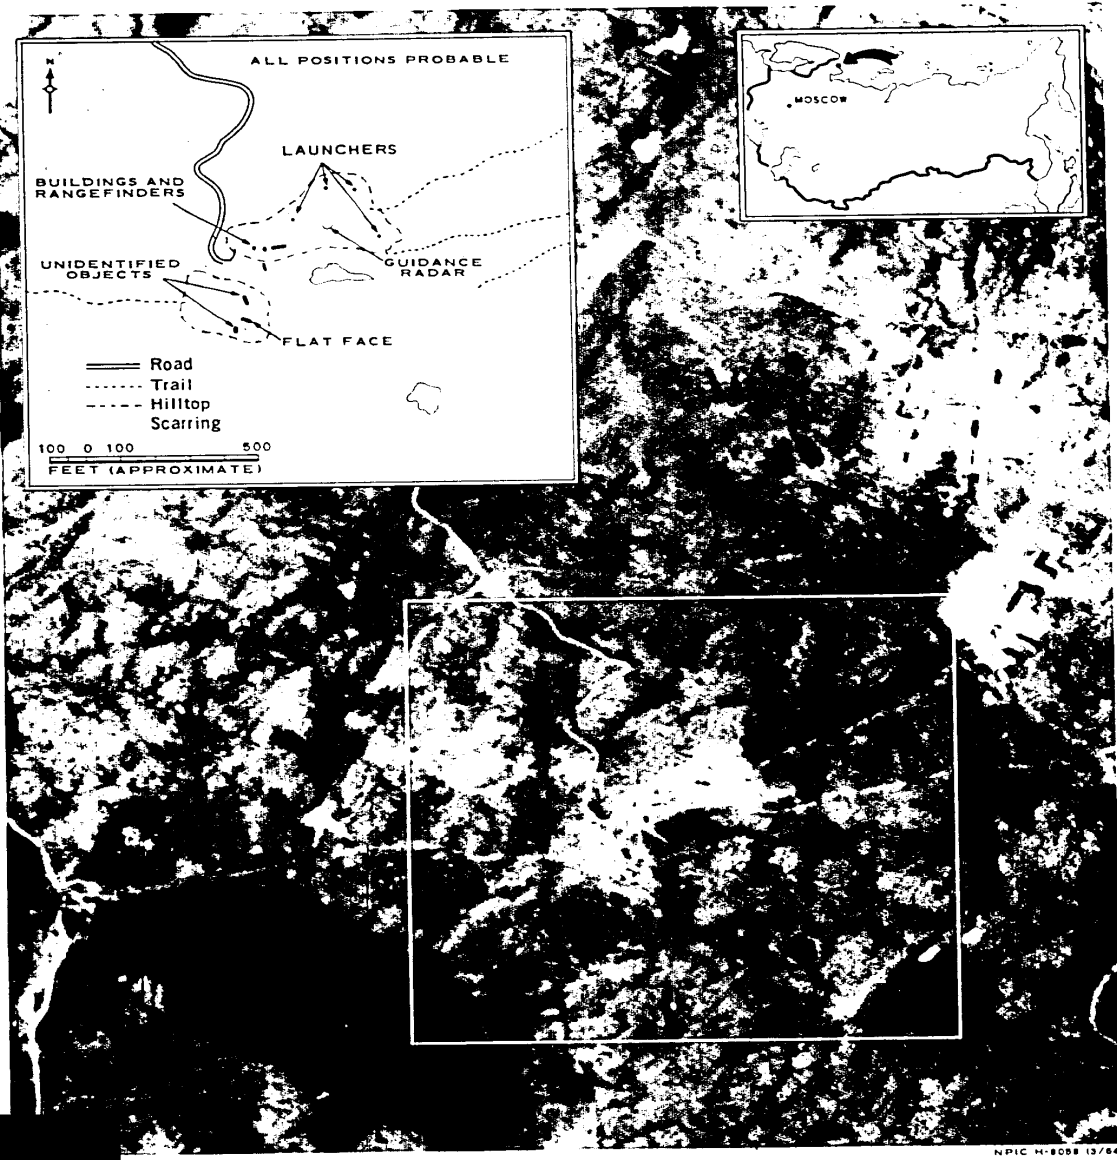 N
ALL POSITIONS PROBABLE
MOSCOW
LAUNCHERS
BUILDINGS AND
RANGEFINDERS
UNIDENTIFIED
OBJECTS
GUIDANCE
RADAR
FLAT FACE
Road
Trail
Hilltop
Scarring
100 0 100 500
FEET (APPROXIMATE)
NPIC